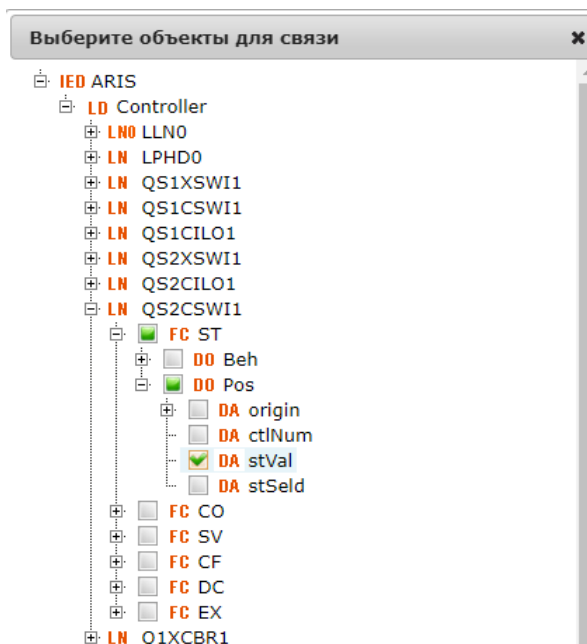 Выберите объекты для связи
IED ARIS
LD Controller
LN0 LLN0
LN LPHD0
LN QS1XSWI1
LN QS1CSWI1
LN QS1CILO1
LN QS2XSWI1
LN QS2CILO1
LN QS2CSWI1
FC ST
DO Beh
DO Pos
DA origin
DA ctlNum
DA stVal
DA stSeld
FC CO
FC SV
FC CF
FC DC
FC EX
LN Q1XCBR1